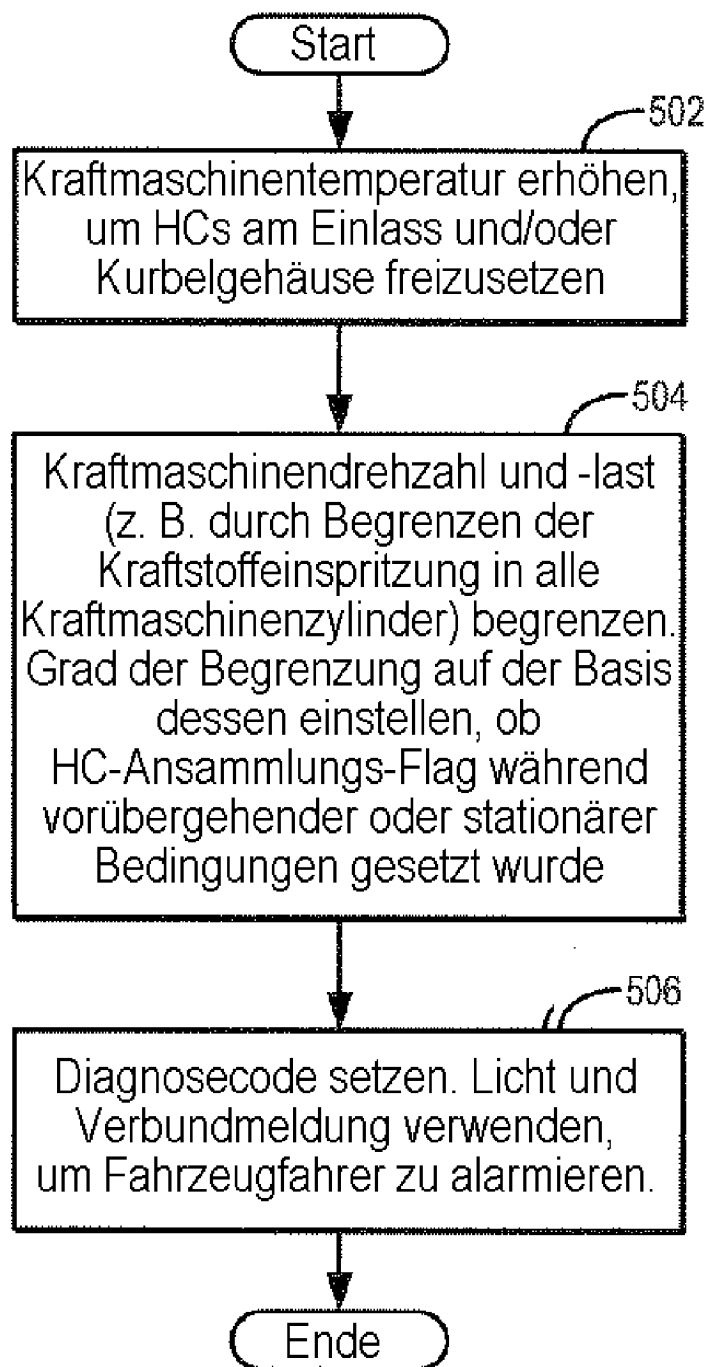 Start
502
Kraftmaschinentemperatur erhöhen,
um HCs am Einlass und/oder
Kurbelgehäuse freizusetzen
504
Kraftmaschinendrehzahl und -last
(z. B. durch Begrenzen der
Kraftstoffeinspritzung in alle
Kraftmaschinenzylinder) begrenzen.
Grad der Begrenzung auf der Basis
dessen einstellen, ob
HC-Ansammlungs-Flag während
vorübergehender oder stationärer
Bedingungen gesetzt wurde
506
Diagnosecode setzen. Licht und
Verbundmeldung verwenden,
um Fahrzeugfahrer zu alarmieren.
Ende